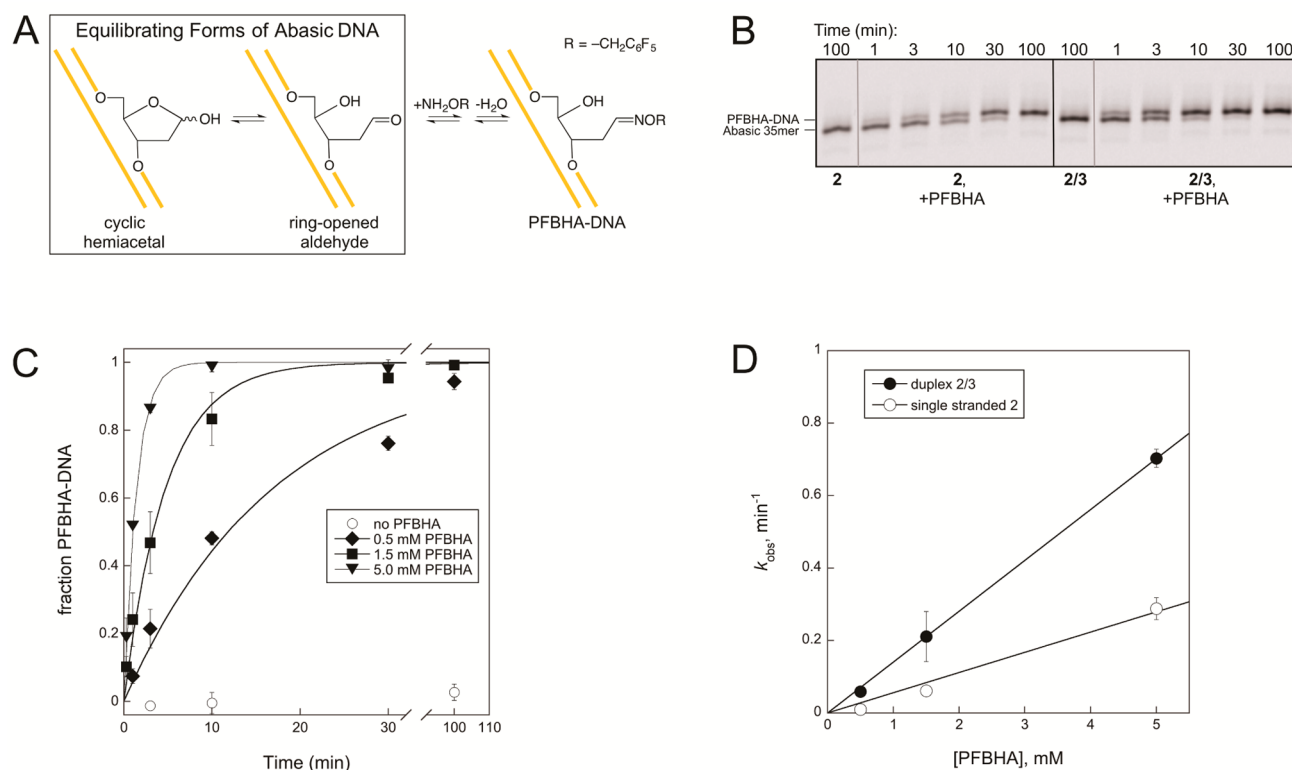 A
Equilibrating Forms of Abasic DNA
R = –CH2C6F5
O
O
OH
O
O
OH
O
O
+NH2OR -H2O
O
OH
NOR
O
cyclic
hemiacetal
ring-opened
aldehyde
PFBHA-DNA
B
Time (min):
100 1 3 10 30 100 100 1 3 10 30 100
PFBHA-DNA
Abasic 35mer
2 2, 2/3 2/3,
+PFBHA +PFBHA
C
fraction PFBHA-DNA
1
0.8
0.6
0.4
0.2
0
no PFBHA
0.5 mM PFBHA
1.5 mM PFBHA
5.0 mM PFBHA
0 10 20 30 100 110
Time (min)
D
kobs, min-1
1
0.8
0.6
0.4
0.2
0
duplex 2/3
single stranded 2
0 1 2 3 4 5
[PFBHA], mM